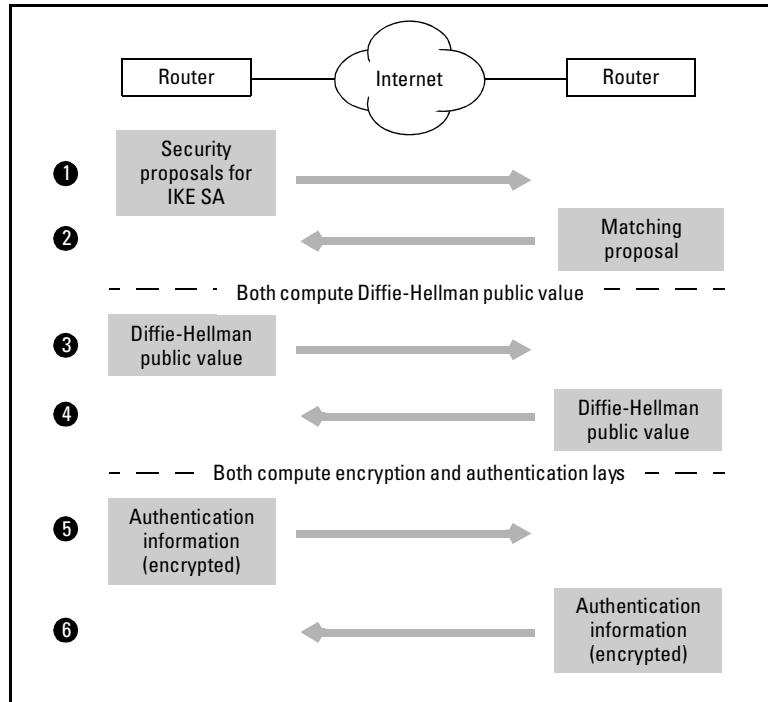 Router
Internet
Router
1
Security
proposals for
IKE SA
2
Matching
proposal
Both compute Diffie-Hellman public value
3
Diffie-Hellman
public value
4
Diffie-Hellman
public value
Both compute encryption and authentication lays
5
Authentication
information
(encrypted)
6
Authentication
information
(encrypted)